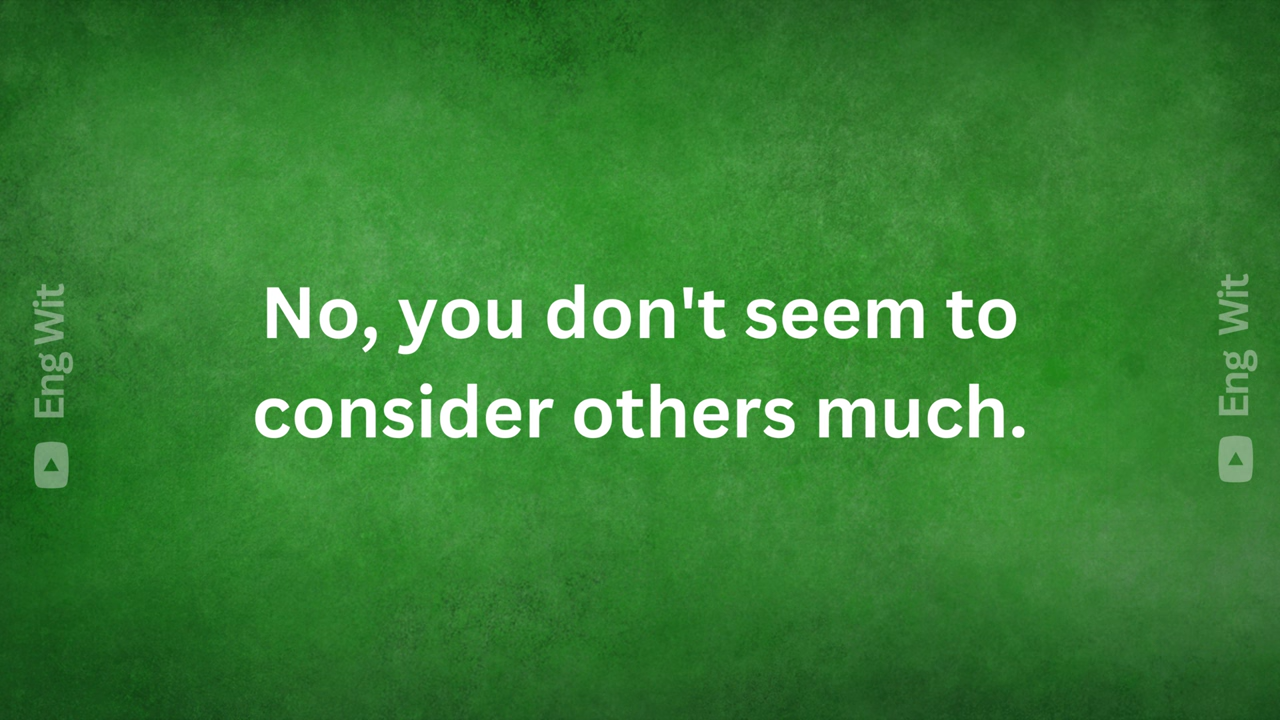 No, you don't seem to
consider others much.
Eng Wit
Eng Wit